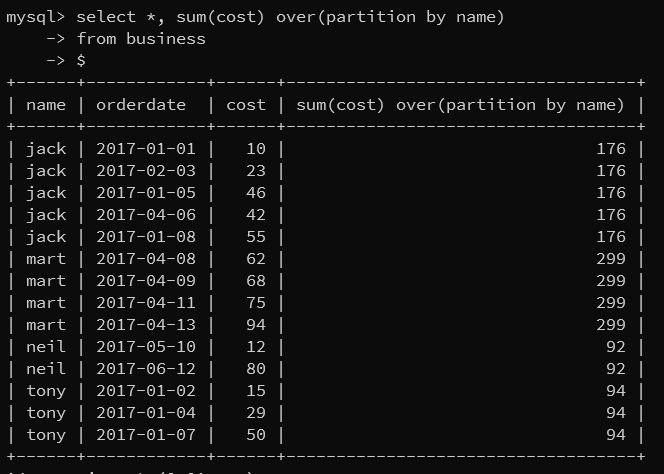 mysql> select *, sum(cost) over(partition by name)
    -> from business
    -> $
+------+------------+------+-----------------------------------+
| name | orderdate  | cost | sum(cost) over(partition by name) |
+------+------------+------+-----------------------------------+
| jack | 2017-01-01 |   10 |                               176 |
| jack | 2017-02-03 |   23 |                               176 |
| jack | 2017-01-05 |   46 |                               176 |
| jack | 2017-04-06 |   42 |                               176 |
| jack | 2017-01-08 |   55 |                               176 |
| mart | 2017-04-08 |   62 |                               299 |
| mart | 2017-04-09 |   68 |                               299 |
| mart | 2017-04-11 |   75 |                               299 |
| mart | 2017-04-13 |   94 |                               299 |
| neil | 2017-05-10 |   12 |                                92 |
| neil | 2017-06-12 |   80 |                                92 |
| tony | 2017-01-02 |   15 |                                94 |
| tony | 2017-01-04 |   29 |                                94 |
| tony | 2017-01-07 |   50 |                                94 |
+------+------------+------+-----------------------------------+